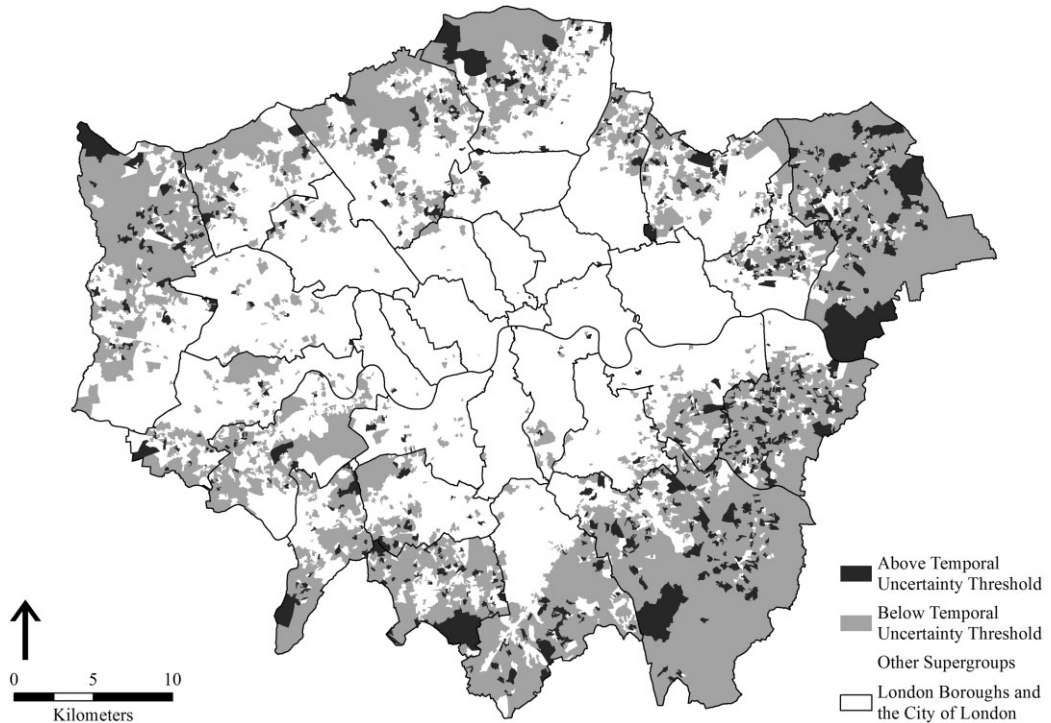 Above Temporal
Uncertainty Threshold
Below Temporal
Uncertainty Threshold
Other Supergroups
London Boroughs and
the City of London
0 5 10
Kilometers